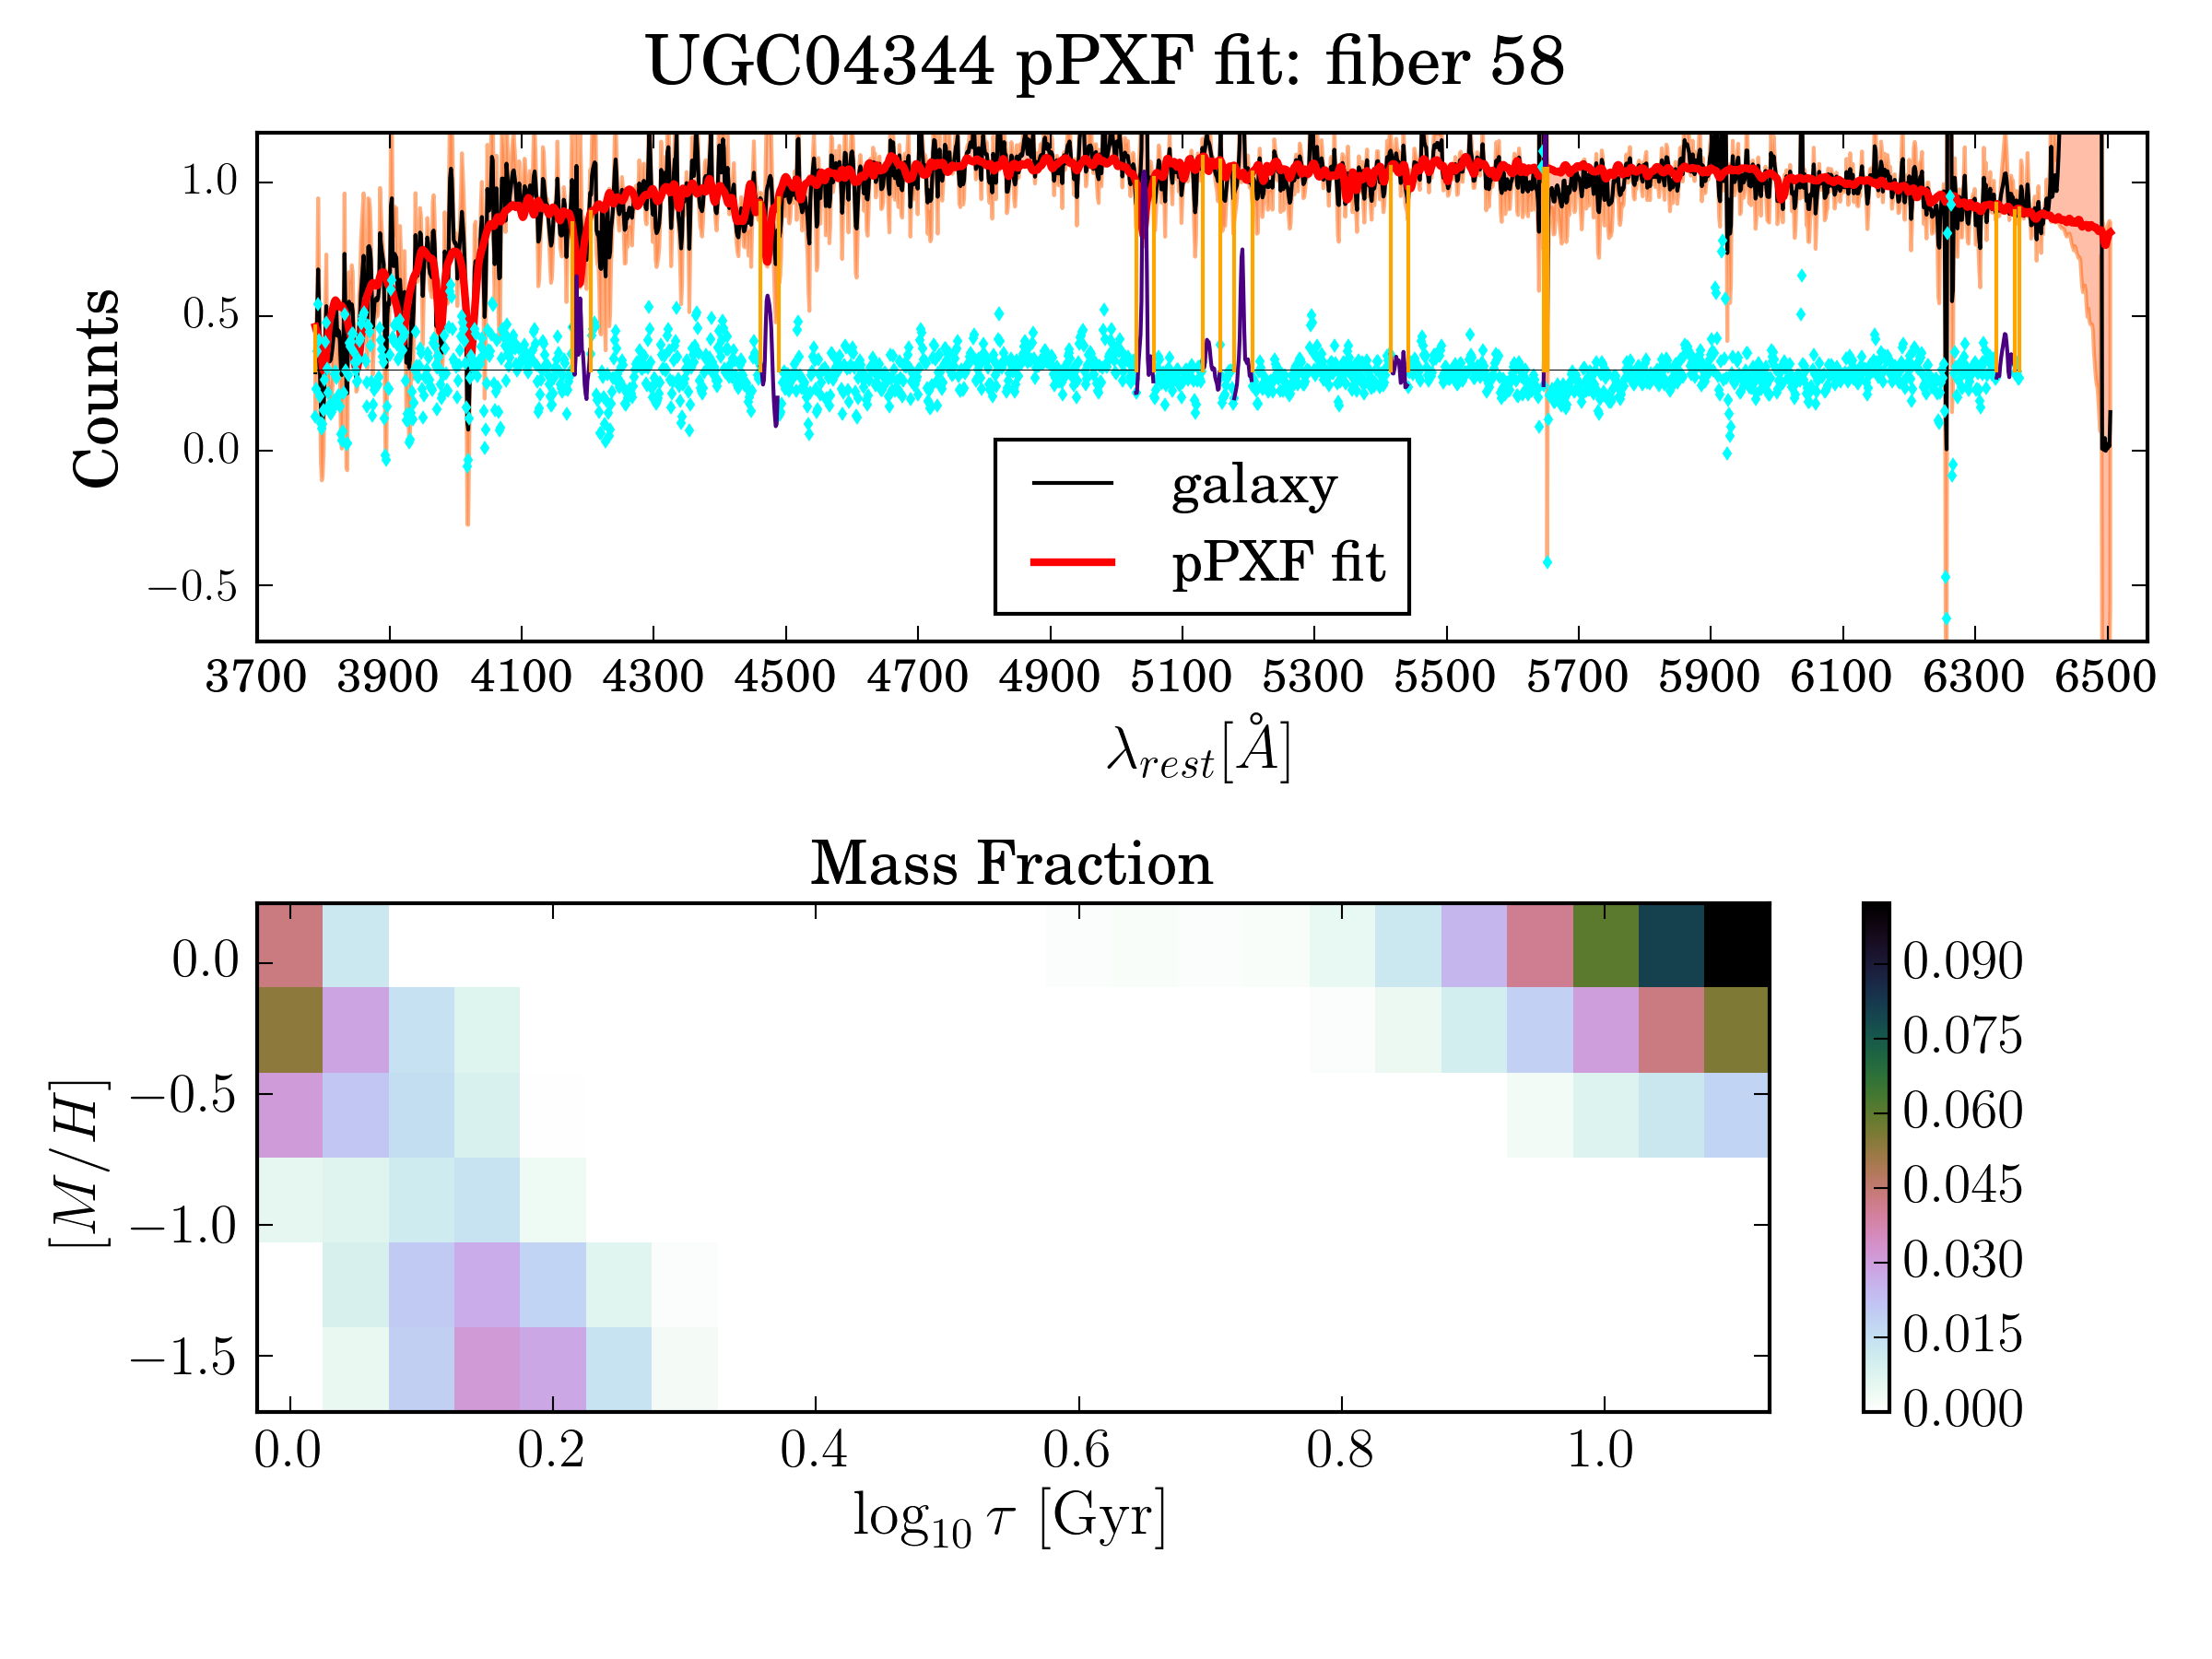 UGC04344 pPXF fit: fiber 58
Counts
1.0
0.5
0.0
−0.5
galaxy
pPXF fit
3700 3900 4100 4300 4500 4700 4900 5100 5300 5500 5700 5900 6100 6300 6500
λrest[Å]
Mass Fraction
[M/H]
0.0
−0.5
−1.0
−1.5
0.0 0.2 0.4 0.6 0.8 1.0
log10 τ [Gyr]
0.090
0.075
0.060
0.045
0.030
0.015
0.000